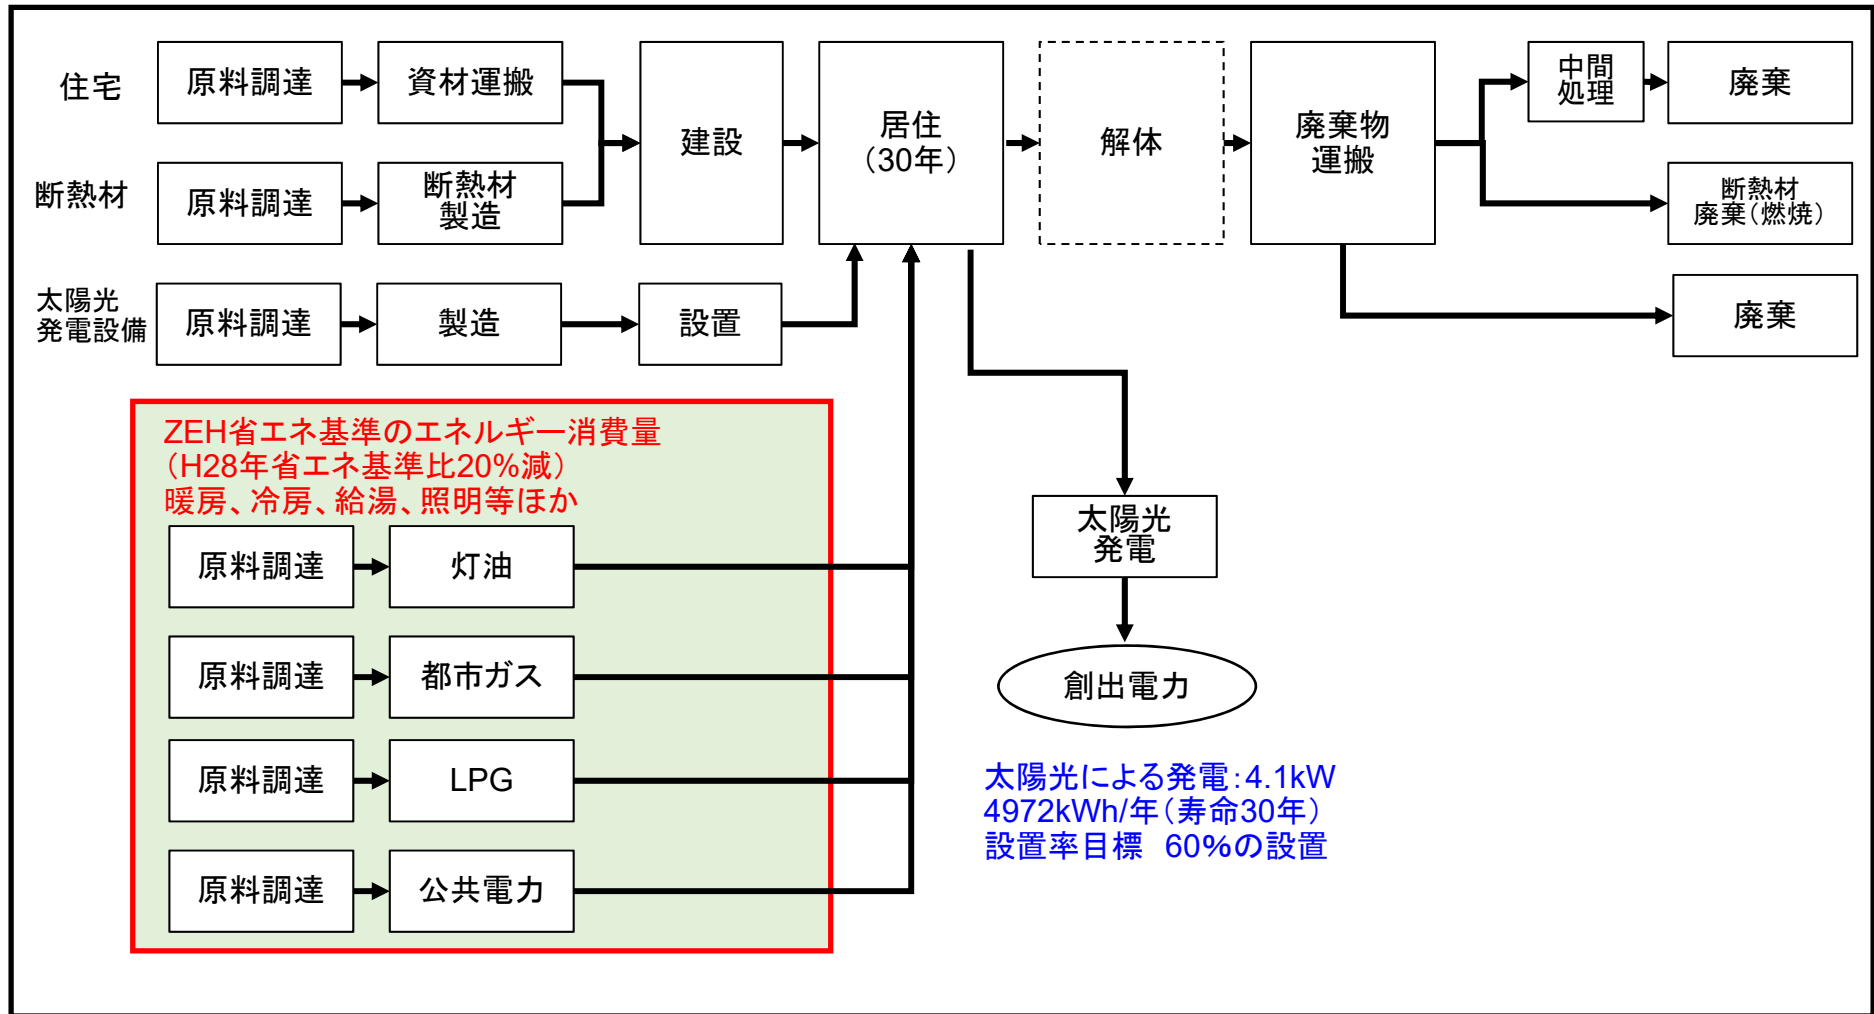 住宅
原料調達
資材運搬
建設
居住
（30年）
解体
廃棄物
運搬
中間
処理
廃棄
断熱材
原料調達
断熱材
製造
断熱材
廃棄（燃焼）
太陽光
発電設備
原料調達
製造
設置
廃棄
ZEH省エネ基準のエネルギー消費量
（H28年省エネ基準比20%減）
暖房、冷房、給湯、照明等ほか
原料調達
灯油
原料調達
都市ガス
原料調達
LPG
原料調達
公共電力
太陽光
発電
創出電力
太陽光による発電：4.1kW
4972kWh/年（寿命30年）
設置率目標　60%の設置